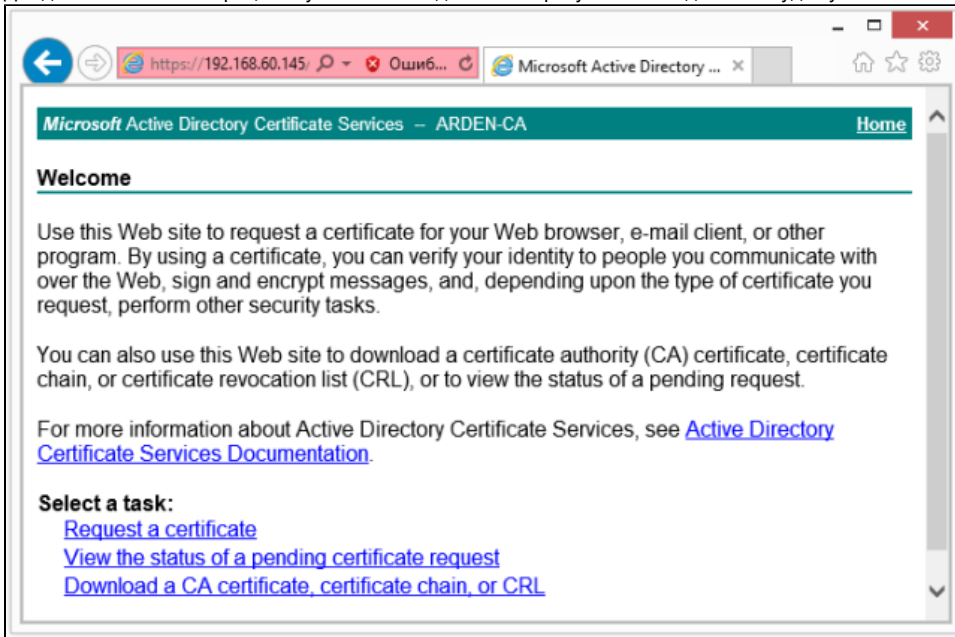 https://192.168.60.145/ Ошиб... Microsoft Active Directory ...
Microsoft Active Directory Certificate Services -- ARDEN-CA Home
Welcome
Use this Web site to request a certificate for your Web browser, e-mail client, or other
program. By using a certificate, you can verify your identity to people you communicate with
over the Web, sign and encrypt messages, and, depending upon the type of certificate you
request, perform other security tasks.
You can also use this Web site to download a certificate authority (CA) certificate, certificate
chain, or certificate revocation list (CRL), or to view the status of a pending request.
For more information about Active Directory Certificate Services, see Active Directory
Certificate Services Documentation.
Select a task:
Request a certificate
View the status of a pending certificate request
Download a CA certificate, certificate chain, or CRL